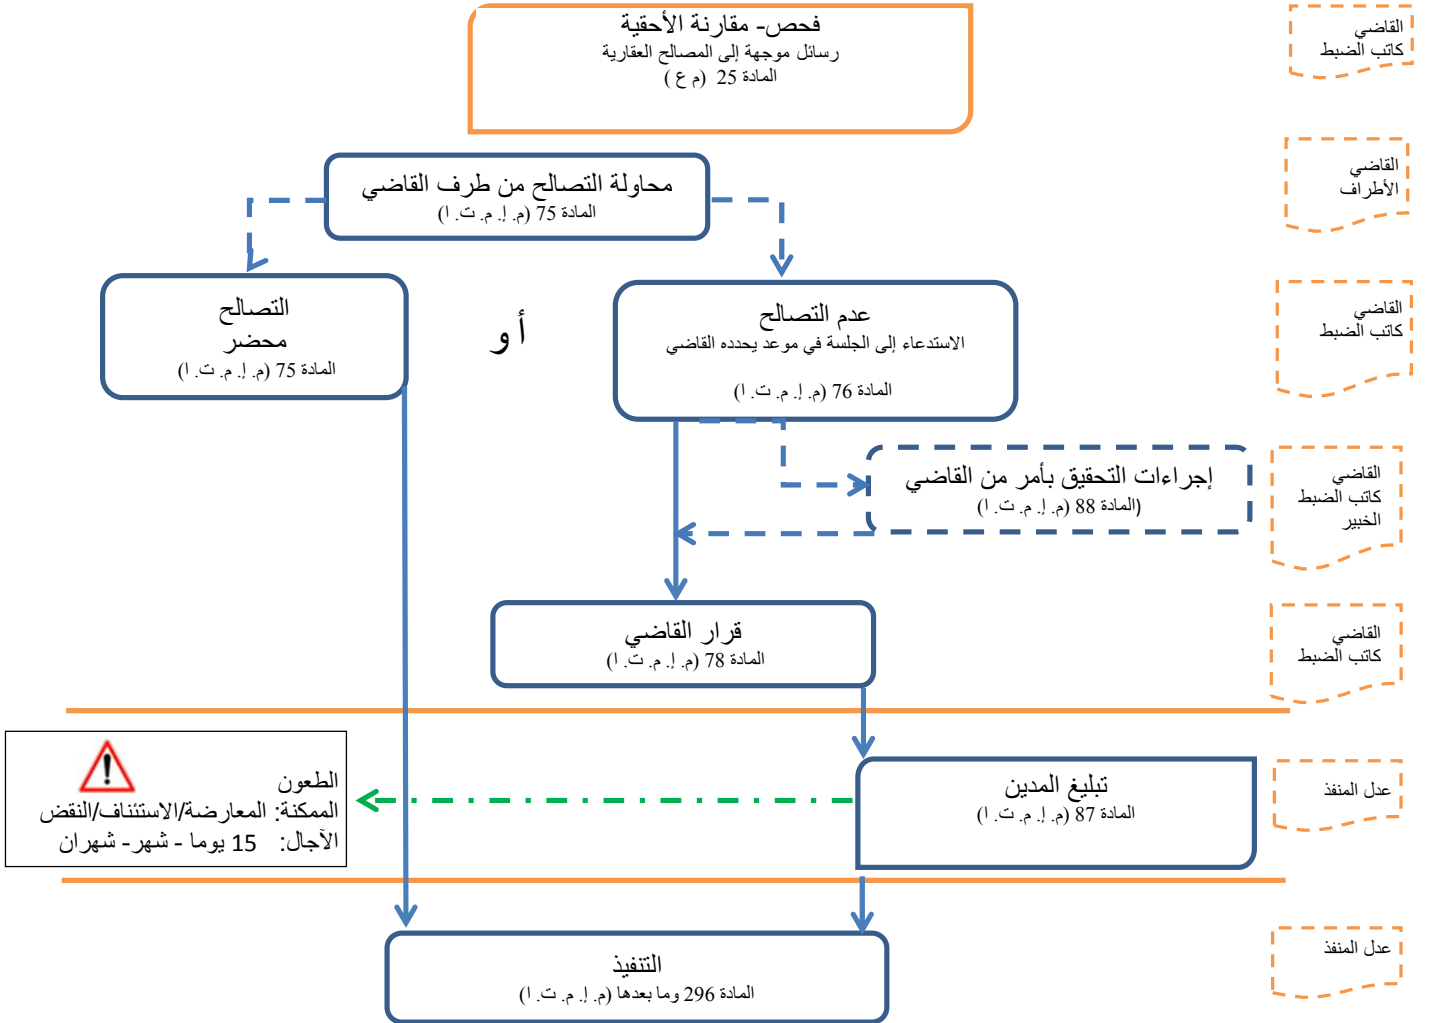 فحص- مقارنة الأحقية
رسائل موجهة إلى المصالح العقارية
المادة 25 (م ع )
القاضي
كاتب الضبط
محاولة التصالح من طرف القاضي
المادة 75 (م. إ. م. ت. ا)
القاضي
الأطراف
عدم التصالح
الاستدعاء إلى الجلسة في موعد يحدده القاضي
المادة 76 (م. إ. م. ت. ا)
أو
التصالح
محضر
المادة 75 (م. إ. م. ت. ا)
القاضي
كاتب الضبط
إجراءات التحقيق بأمر من القاضي
(المادة 88 (م. إ. م. ت. ا)
القاضي
كاتب الضبط
الخبير
قرار القاضي
المادة 78 (م. إ. م. ت. ا)
القاضي
كاتب الضبط
تبليغ المدين
المادة 87 (م. إ. م. ت. ا)
عدل المنفذ
الطعون
الممكنة: المعارضة/الاستئناف/النقض
الآجال: 15 يوما - شهر- شهران
التنفيذ
المادة 296 وما بعدها (م. إ. م. ت. ا)
عدل المنفذ